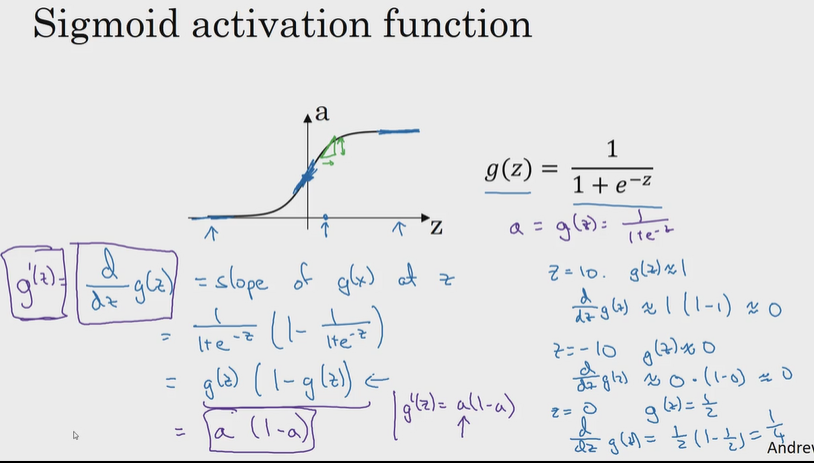 Sigmoid activation function
a
z
g(z) = 1 / (1 + e^{-z})
a = g(z) = 1 / (1+e^{-z})
g'(z) = d/dz g(z) = slope of g(x) at z
= 1/(1+e^{-z}) (1 - 1/(1+e^{-z}))
= g(z) (1 - g(z)) ←
= a (1-a)
g'(z) = a(1-a)
z = 10. g(z) ≈ 1
d/dz g(z) ≈ 1 (1-1) ≈ 0
z = -10 g(z) ≈ 0
d/dz g(z) ≈ 0 · (1-0) ≈ 0
z = 0 g(z) = 1/2
d/dz g(z) = 1/2 (1 - 1/2) = 1/4
Andrew